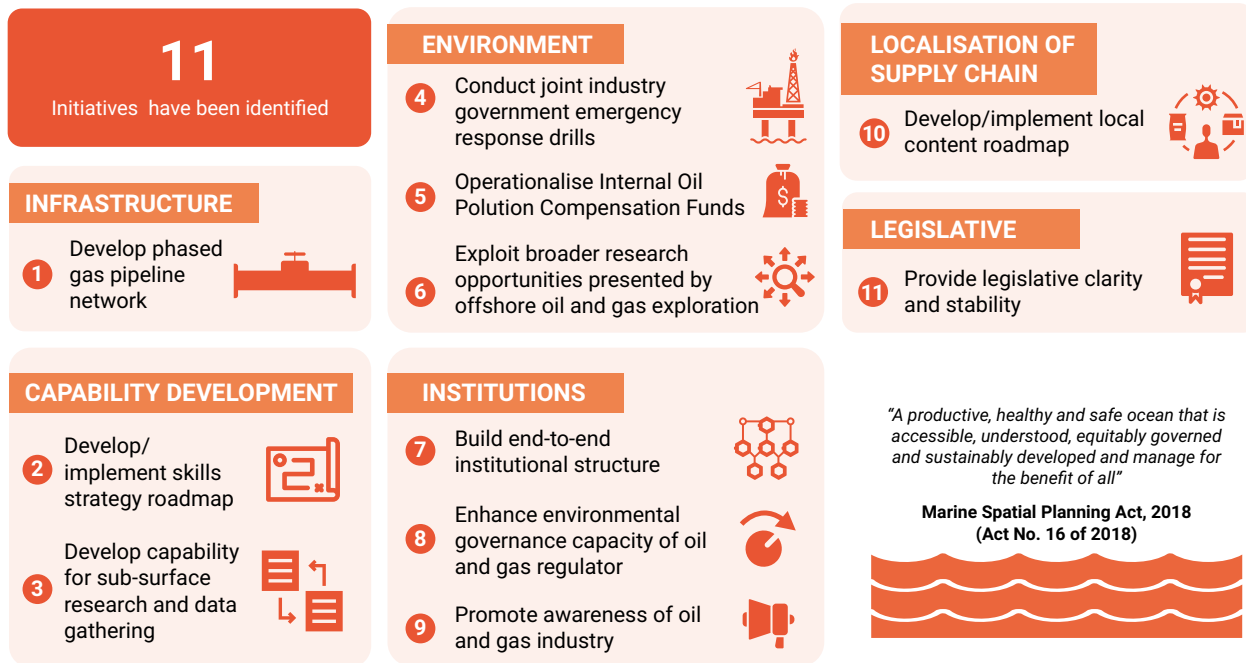 11
Initiatives have been identified
INFRASTRUCTURE
1
Develop phased
gas pipeline
network
CAPABILITY DEVELOPMENT
2
Develop/
implement skills
strategy roadmap
3
Develop capability
for sub-surface
research and data
gathering
ENVIRONMENT
4
Conduct joint industry
government emergency
response drills
5
Operationalise Internal Oil
Polution Compensation Funds
$
6
Exploit broader research
opportunities presented by
offshore oil and gas exploration
INSTITUTIONS
7
Build end-to-end
institutional structure
8
Enhance environmental
governance capacity of oil
and gas regulator
9
Promote awareness of oil
and gas industry
LOCALISATION OF
SUPPLY CHAIN
10
Develop/implement local
content roadmap
LEGISLATIVE
11
Provide legislative clarity
and stability
“A productive, healthy and safe ocean that is
accessible, understood, equitably governed
and sustainably developed and manage for
the benefit of all”
Marine Spatial Planning Act, 2018
(Act No. 16 of 2018)